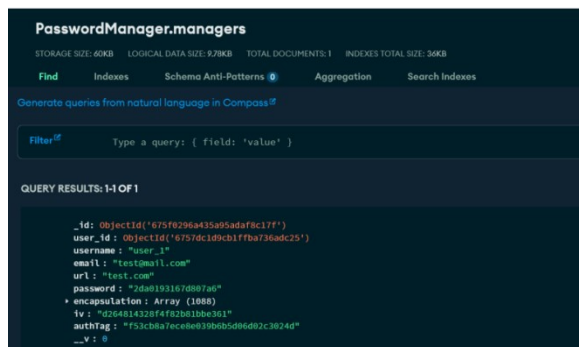 PasswordManager.managers
STORAGE SIZE: 60KB LOGICAL DATA SIZE: 9.78KB TOTAL DOCUMENTS: 1 INDEXES TOTAL SIZE: 36KB
Find Indexes Schema Anti-Patterns 0 Aggregation Search Indexes
Generate queries from natural language in Compass
Filter Type a query: { field: 'value' }
QUERY RESULTS: 1-1 OF 1
_id: ObjectId('675f0296a435a95adaf8c17f')
user_id : ObjectId('6757dc1d9cb1ffba736adc25')
username : "user_1"
email : "test@mail.com"
url : "test.com"
password : "2da0193167d807a6"
encapsulation : Array (1088)
iv : "d264814328f4f82b81bbe361"
authTag : "f53cb8a7ece8e039b6b5d06d02c3024d"
__v : 0